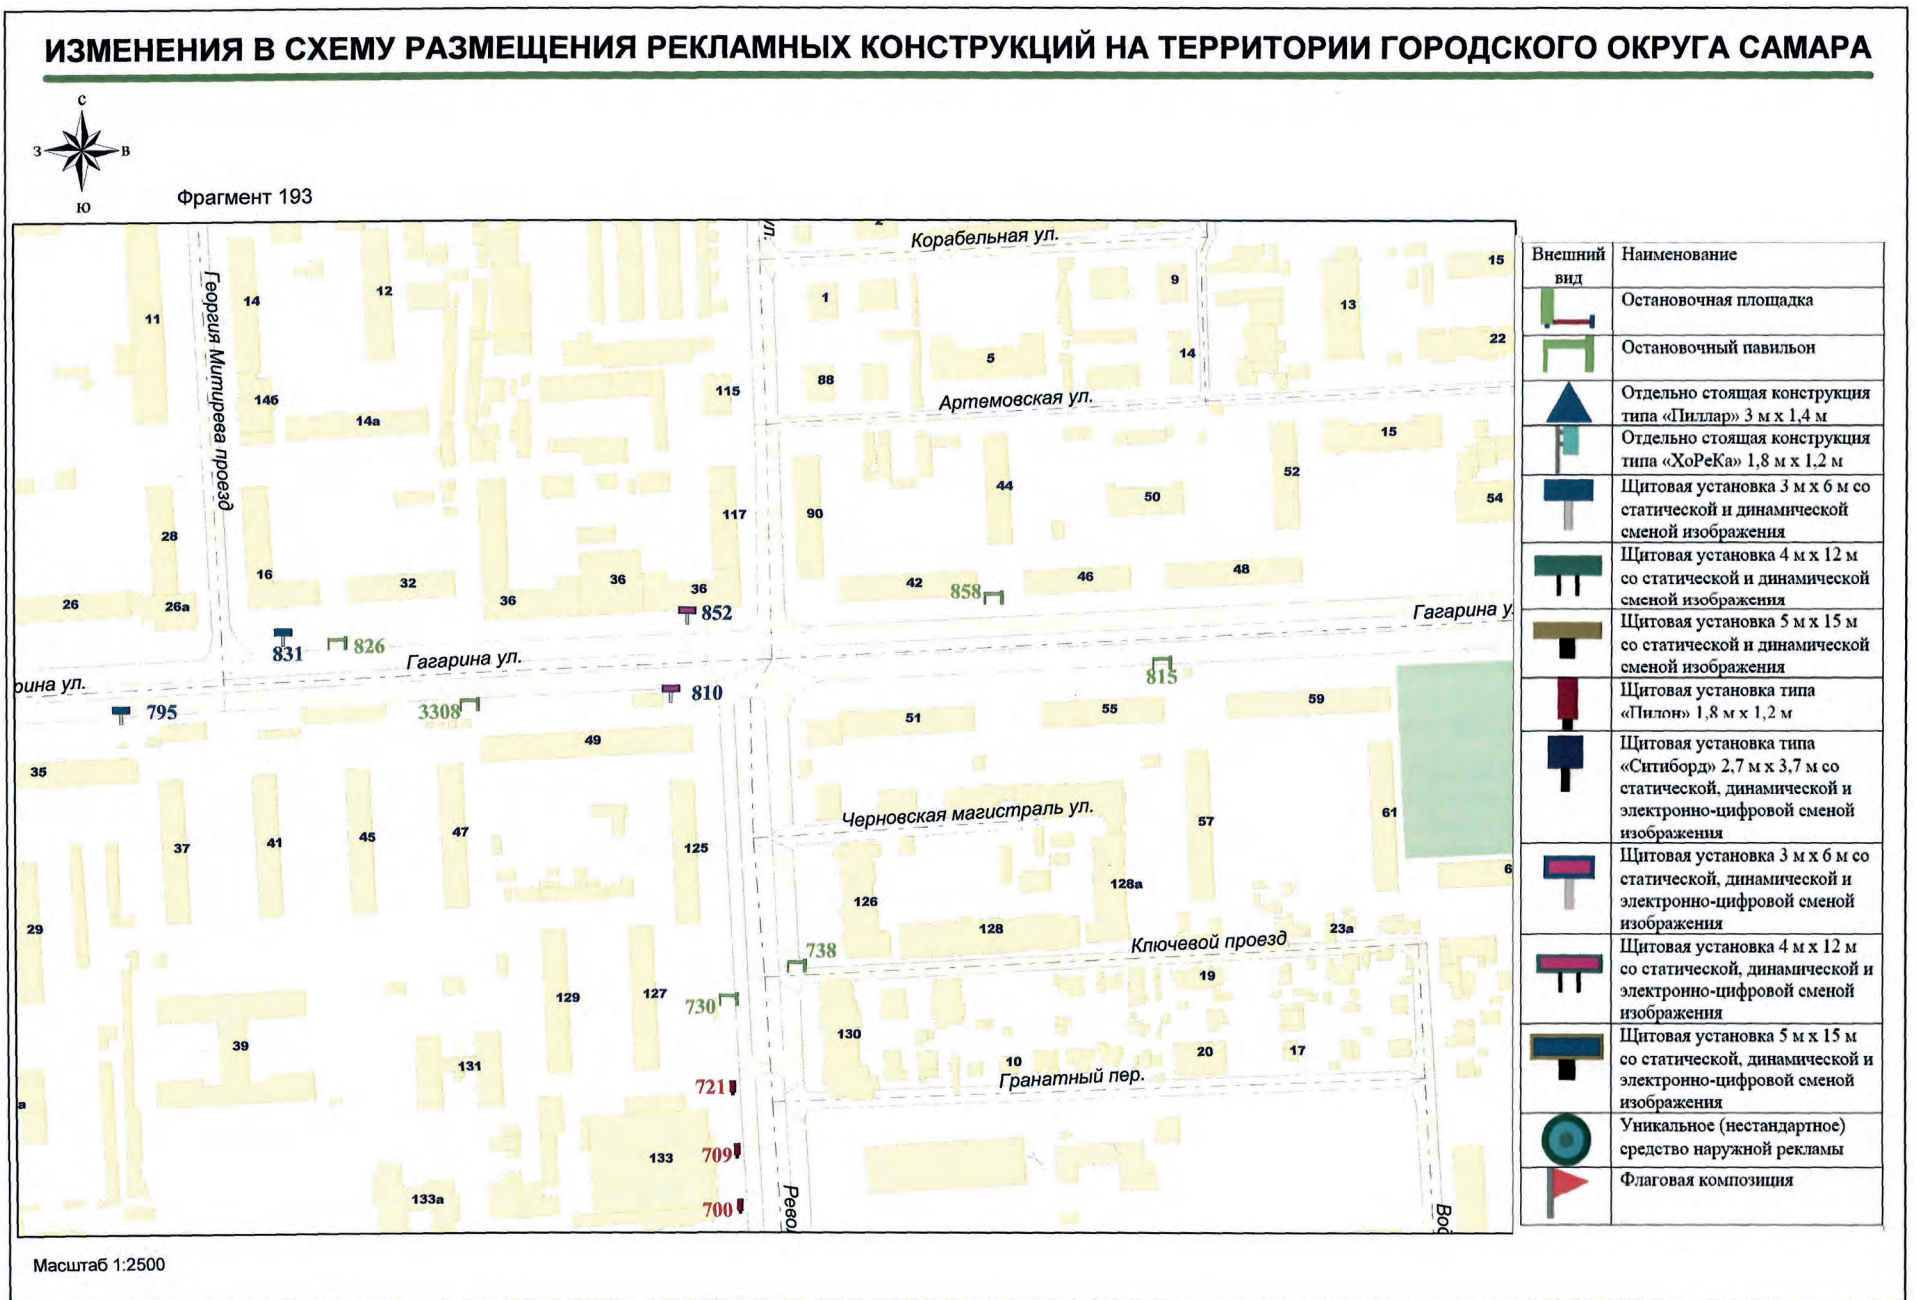 ИЗМЕНЕНИЯ В СХЕМУ РАЗМЕЩЕНИЯ РЕКЛАМНЫХ КОНСТРУКЦИЙ НА ТЕРРИТОРИИ ГОРОДСКОГО ОКРУГА САМАРА
С
З В
Ю
Фрагмент 193
ул.
2
Корабельная ул.
15
9
14
12
1
13
11
Георгия Митирева проезд
22
5
14
88
115
14б
Артемовская ул.
14а
15
52
44
50
54
117
90
28
16
32
36
42
46
48
36
36
858
26
26а
852
Гагарина у
831
826
Гагарина ул.
рина ул.
815
810
795
3308
51
55
59
49
35
Черновская магистраль ул.
61
57
47
45
41
37
125
128а
126
6
29
128
23а
Ключевой проезд
738
19
129
127
730
130
39
10
20
17
131
Гранатный пер.
721
а
709
133
133а
700
Рево
Вод
Масштаб 1:2500
Внешний вид
Наименование
Остановочная площадка
Остановочный павильон
Отдельно стоящая конструкция
типа «Пиллар» 3 м х 1,4 м
Отдельно стоящая конструкция
типа «ХоРеКа» 1,8 м х 1,2 м
Щитовая установка 3 м х 6 м со
статической и динамической
сменой изображения
Щитовая установка 4 м х 12 м
со статической и динамической
сменой изображения
Щитовая установка 5 м х 15 м
со статической и динамической
сменой изображения
Щитовая установка типа
«Пилон» 1,8 м х 1,2 м
Щитовая установка типа
«Ситиборд» 2,7 м х 3,7 м со
статической, динамической и
электронно-цифровой сменой
изображения
Щитовая установка 3 м х 6 м со
статической, динамической и
электронно-цифровой сменой
изображения
Щитовая установка 4 м х 12 м
со статической, динамической и
электронно-цифровой сменой
изображения
Щитовая установка 5 м х 15 м
со статической, динамической и
электронно-цифровой сменой
изображения
Уникальное (нестандартное)
средство наружной рекламы
Флаговая композиция